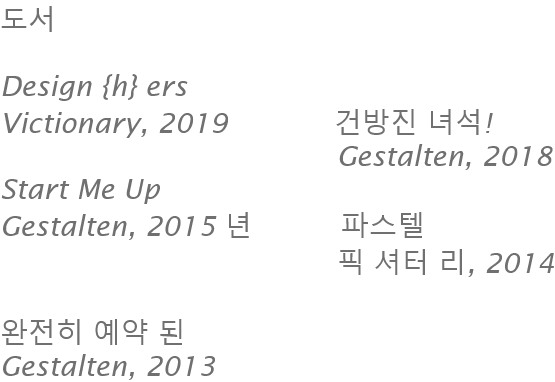 도서
Design {h} ers
Victionary, 2019
건방진 녀석!
Gestalten, 2018
Start Me Up
Gestalten, 2015 년
파스텔
픽 셔터 리, 2014
완전히 예약 된
Gestalten, 2013